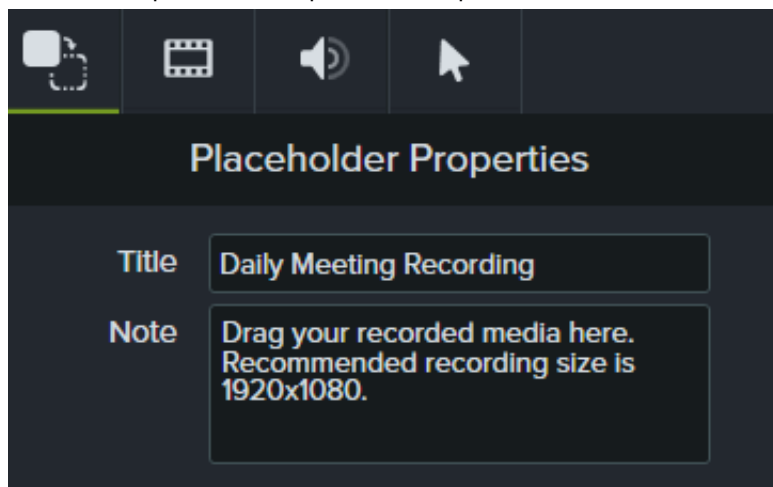 Placeholder Properties
Title
Daily Meeting Recording
Note
Drag your recorded media here.
Recommended recording size is
1920x1080.